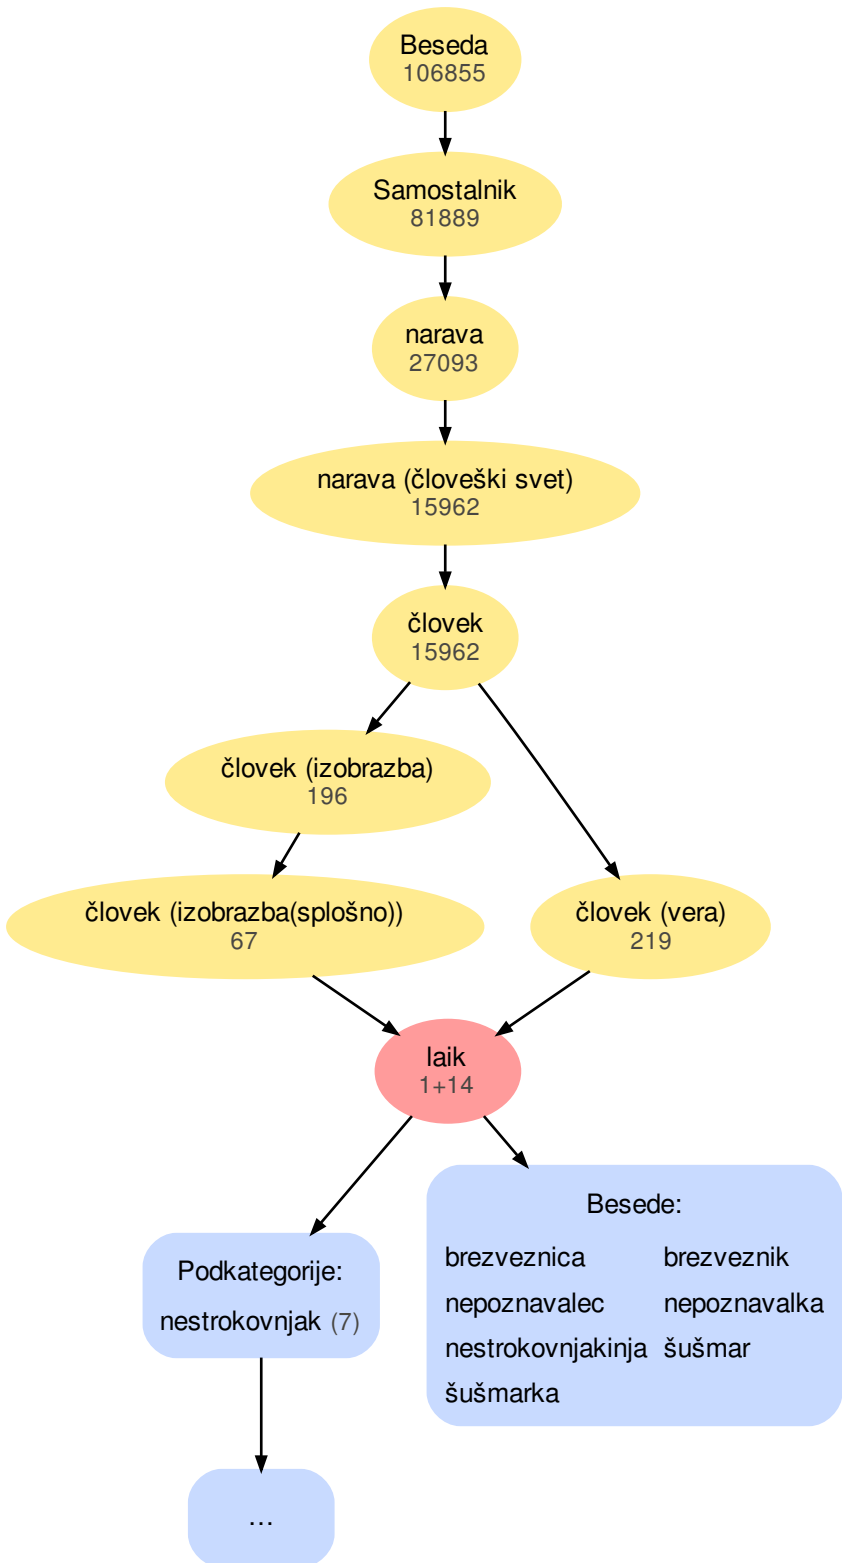 Beseda
106855
Samostalnik
81889
narava
27093
narava (človeški svet)
15962
človek
15962
človek (izobrazba)
196
človek (izobrazba(splošno))
67
človek (vera)
219
laik
1+14
Podkategorije:
nestrokovnjak (7)
...
Besede:
brezveznica brezveznik
nepoznavalec nepoznavalka
nestrokovnjakinja šušmar
šušmarka